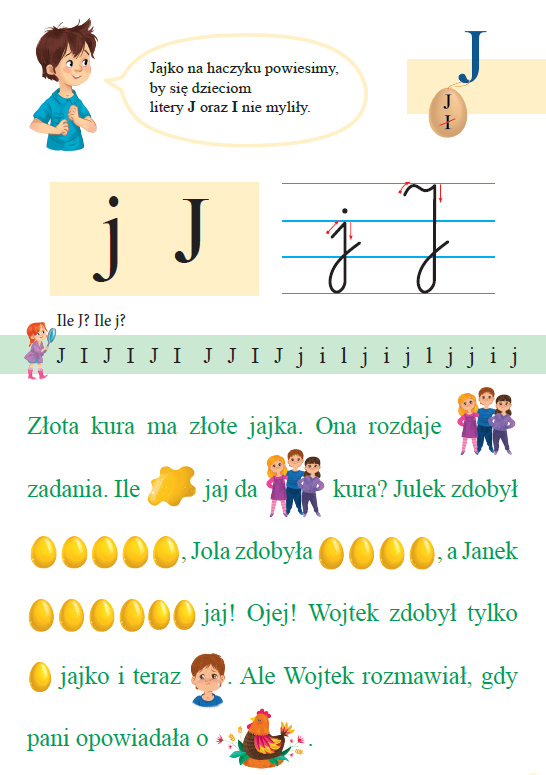 Jajko na haczyku powiesimy,
by się dzieciom
litery J oraz I nie myliły.
J
J
I
j J
j J
Ile J? Ile j?
J I J I J I J J I J j i l j i j l j j i j
Złota kura ma złote jajka. Ona rozdaje
zadania. Ile jaj da kura? Julek zdobył
, Jola zdobyła , a Janek
jaj! Ojej! Wojtek zdobył tylko
jajko i teraz . Ale Wojtek rozmawiał, gdy
pani opowiadała o .